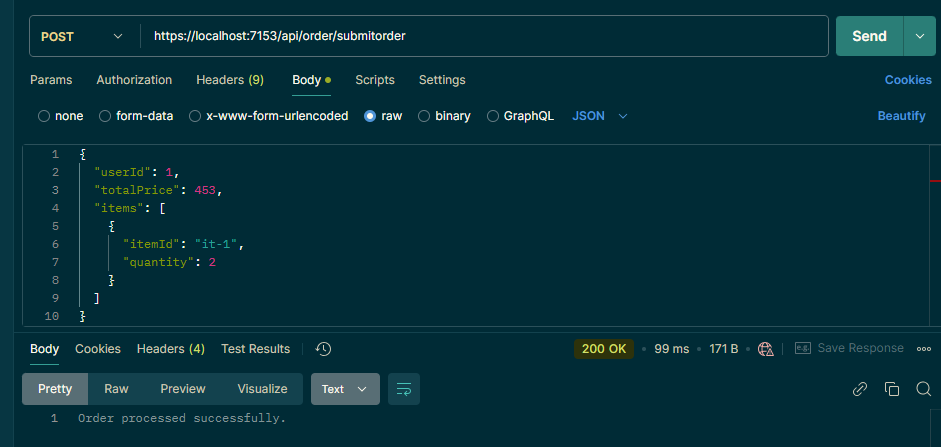 POST https://localhost:7153/api/order/submitorder Send
Params Authorization Headers (9) Body Scripts Settings Cookies
none form-data x-www-form-urlencoded raw binary GraphQL JSON Beautify
1 {
2 "userId": 1,
3 "totalPrice": 453,
4 "items": [
5 {
6 "itemId": "it-1",
7 "quantity": 2
8 }
9 ]
10 }
Body Cookies Headers (4) Test Results 200 OK • 99 ms • 171 B • e.g. Save Response
Pretty Raw Preview Visualize Text
1 Order processed successfully.